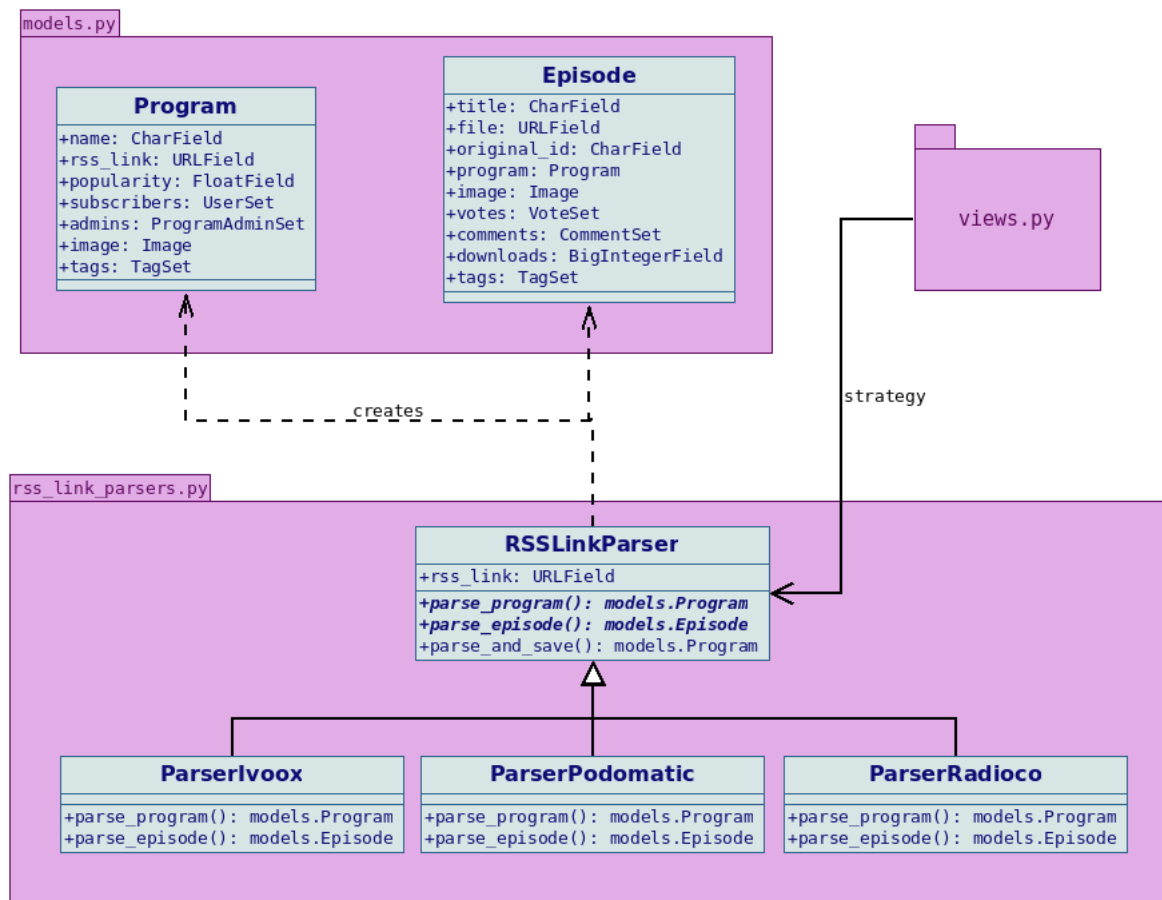 models.py
Program
+name: CharField
+rss_link: URLField
+popularity: FloatField
+subscribers: UserSet
+admins: ProgramAdminSet
+image: Image
+tags: TagSet
Episode
+title: CharField
+file: URLField
+original_id: CharField
+program: Program
+image: Image
+votes: VoteSet
+comments: CommentSet
+downloads: BigIntegerField
+tags: TagSet
views.py
creates
strategy
rss_link_parsers.py
RSSLinkParser
+rss_link: URLField
+parse_program(): models.Program
+parse_episode(): models.Episode
+parse_and_save(): models.Program
ParserIvoox
+parse_program(): models.Program
+parse_episode(): models.Episode
ParserPodomatic
+parse_program(): models.Program
+parse_episode(): models.Episode
ParserRadioco
+parse_program(): models.Program
+parse_episode(): models.Episode